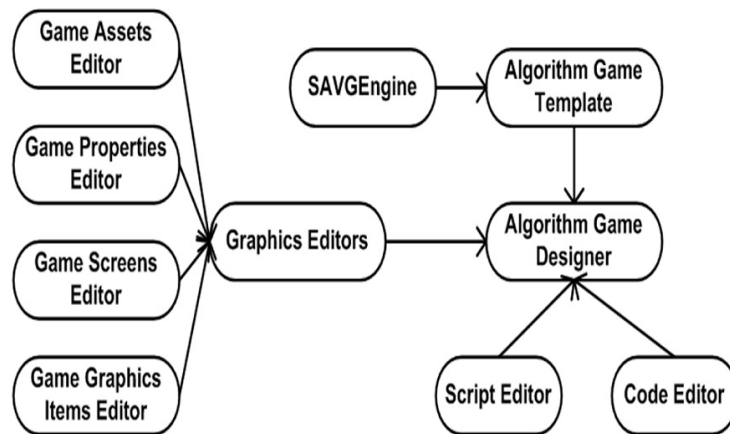 Game Assets
Editor
Game Properties
Editor
Game Screens
Editor
Game Graphics
Items Editor
Graphics Editors
SAVGEngine
Algorithm Game
Template
Algorithm Game
Designer
Script Editor
Code Editor